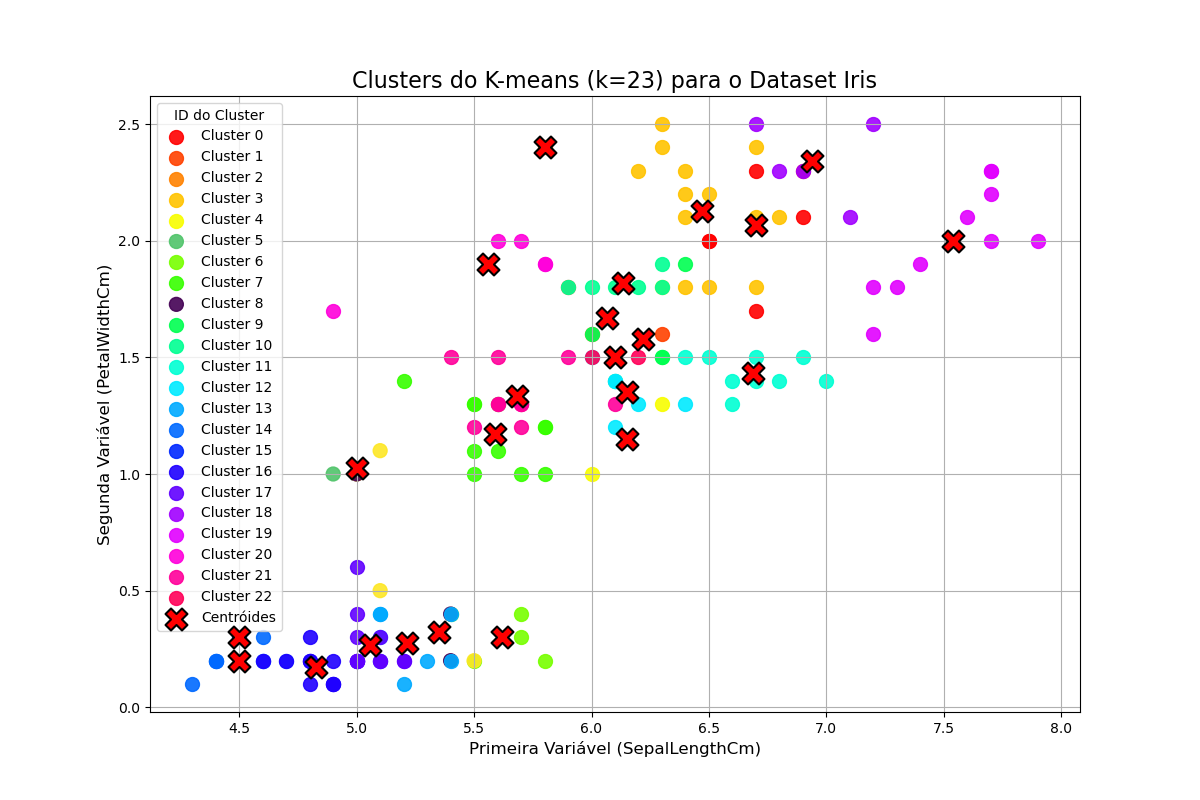 Clusters do K-means (k=23) para o Dataset Iris
ID do Cluster
Cluster 0
Cluster 1
Cluster 2
Cluster 3
Cluster 4
Cluster 5
Cluster 6
Cluster 7
Cluster 8
Cluster 9
Cluster 10
Cluster 11
Cluster 12
Cluster 13
Cluster 14
Cluster 15
Cluster 16
Cluster 17
Cluster 18
Cluster 19
Cluster 20
Cluster 21
Cluster 22
Centróides
Segunda Variável (PetalWidthCm)
2.5
2.0
1.5
1.0
0.5
0.0
4.5 5.0 5.5 6.0 6.5 7.0 7.5 8.0
Primeira Variável (SepalLengthCm)